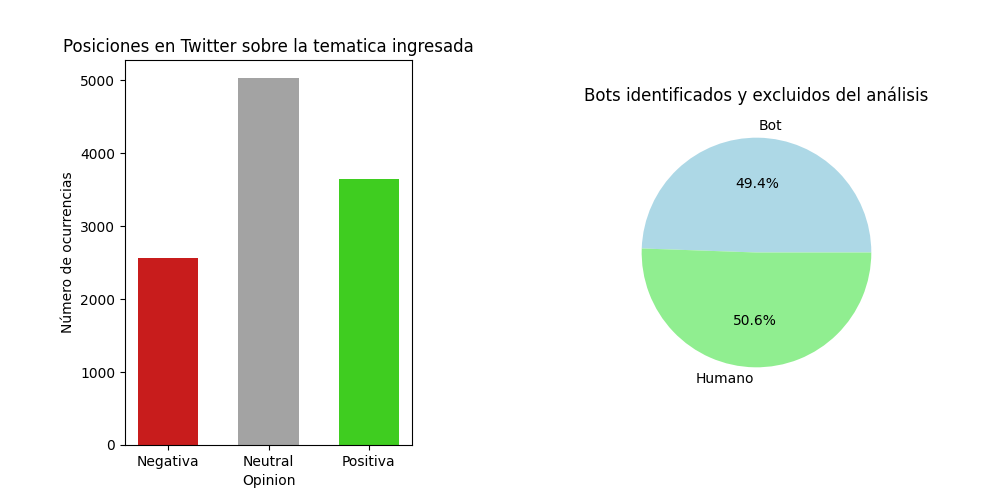 Posiciones en Twitter sobre la tematica ingresada
Número de ocurrencias
5000
4000
3000
2000
1000
0
Negativa
Neutral
Positiva
Opinion
Bots identificados y excluidos del análisis
Bot
49.4%
50.6%
Humano